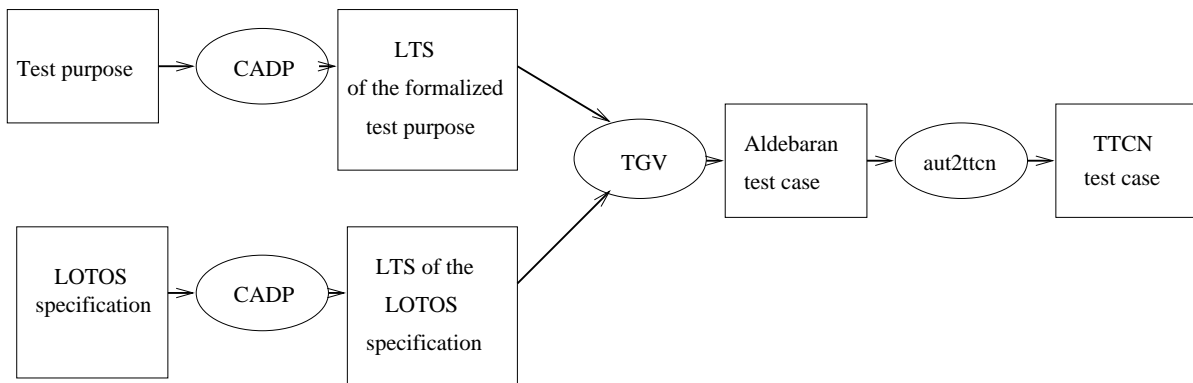 Test purpose
CADP
LTS
of the formalized
test purpose
TGV
Aldebaran
test case
aut2ttcn
TTCN
test case
LOTOS
specification
CADP
LTS of the
LOTOS
specification